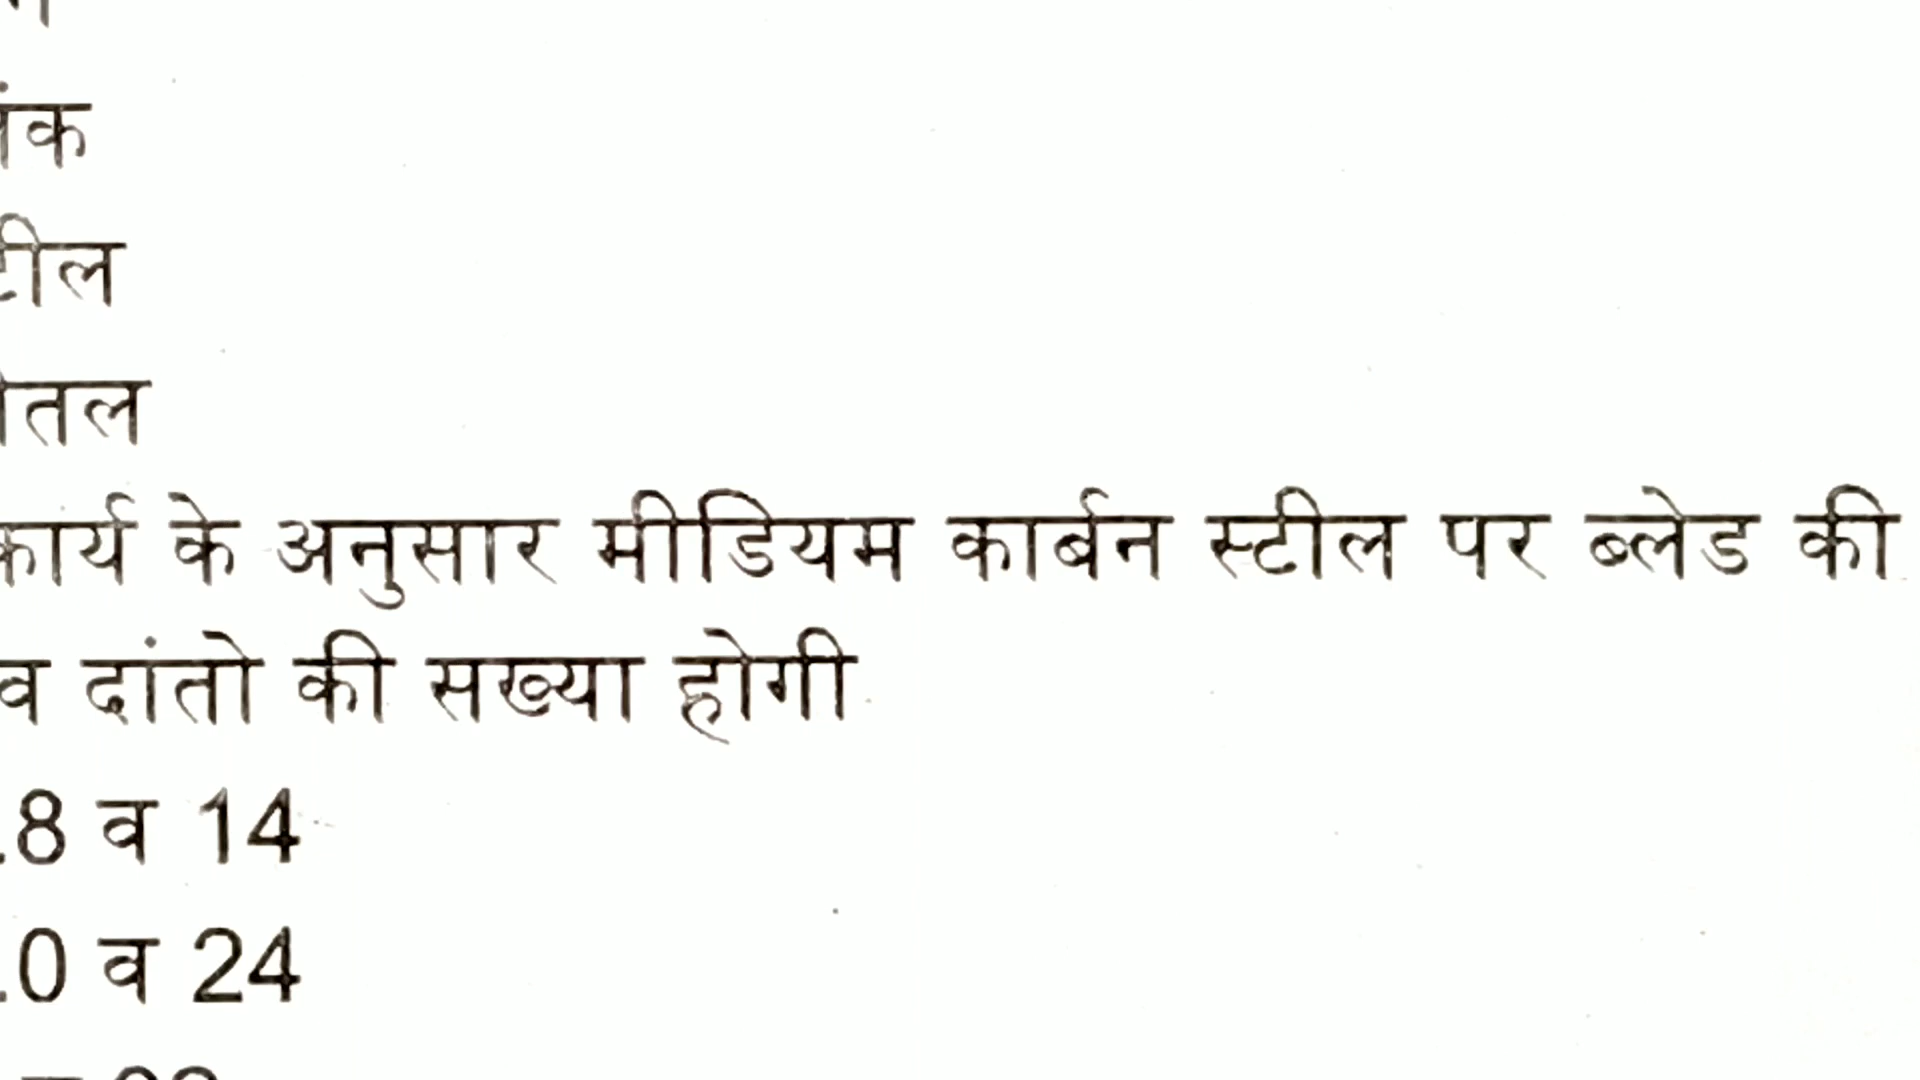 टील
तल
कार्य के अनुसार मीडियम कार्बन स्टील पर ब्लेड की
व दांतो की सख्या होगी
.8 व 14
.0 व 24